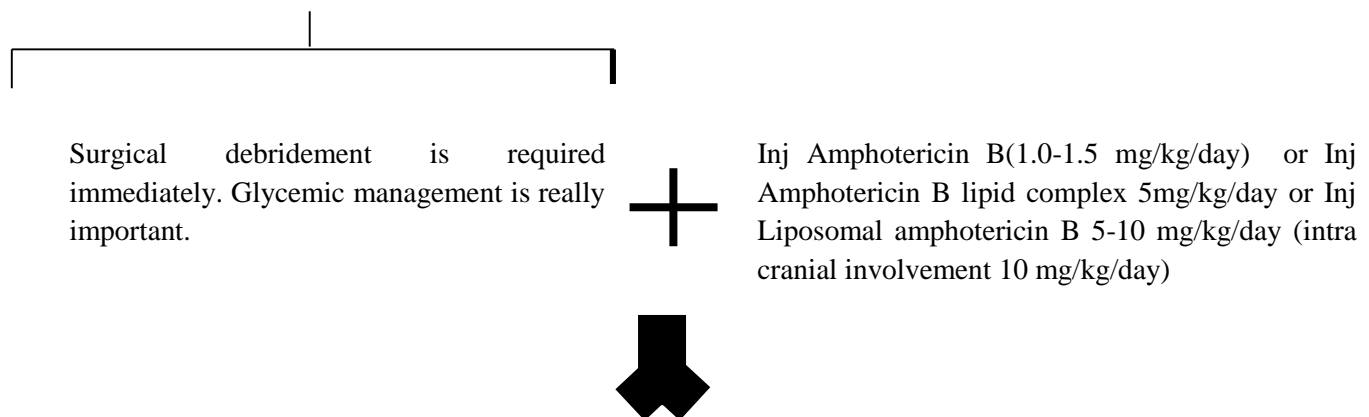 Surgical debridement is required
immediately. Glycemic management is really
important.
Inj Amphotericin B(1.0-1.5 mg/kg/day) or Inj
Amphotericin B lipid complex 5mg/kg/day or Inj
Liposomal amphotericin B 5-10 mg/kg/day (intra
cranial involvement 10 mg/kg/day)